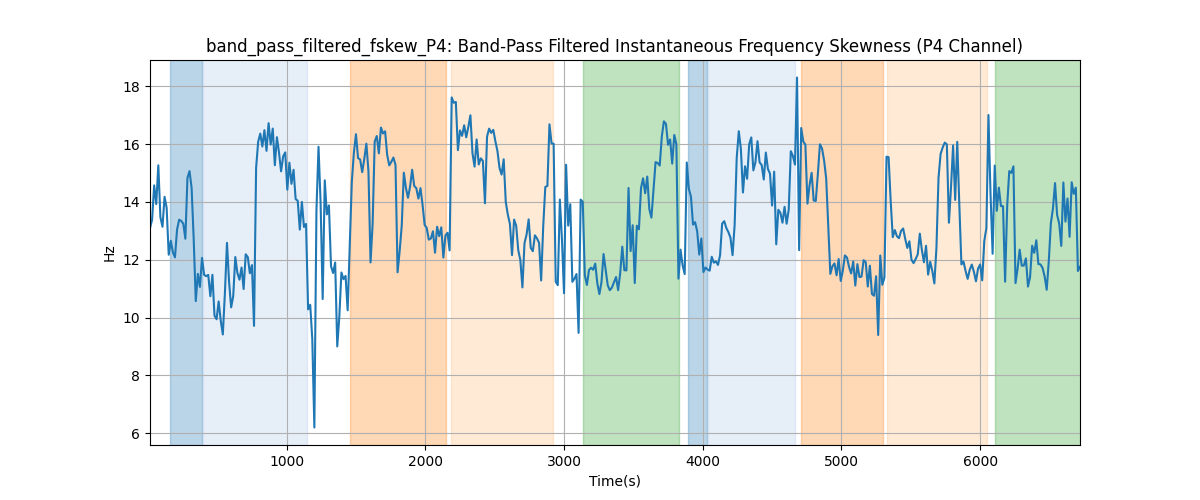 band_pass_filtered_fskew_P4: Band-Pass Filtered Instantaneous Frequency Skewness (P4 Channel)
18
16
14
12
10
8
6
Hz
1000 2000 3000 4000 5000 6000
Time(s)